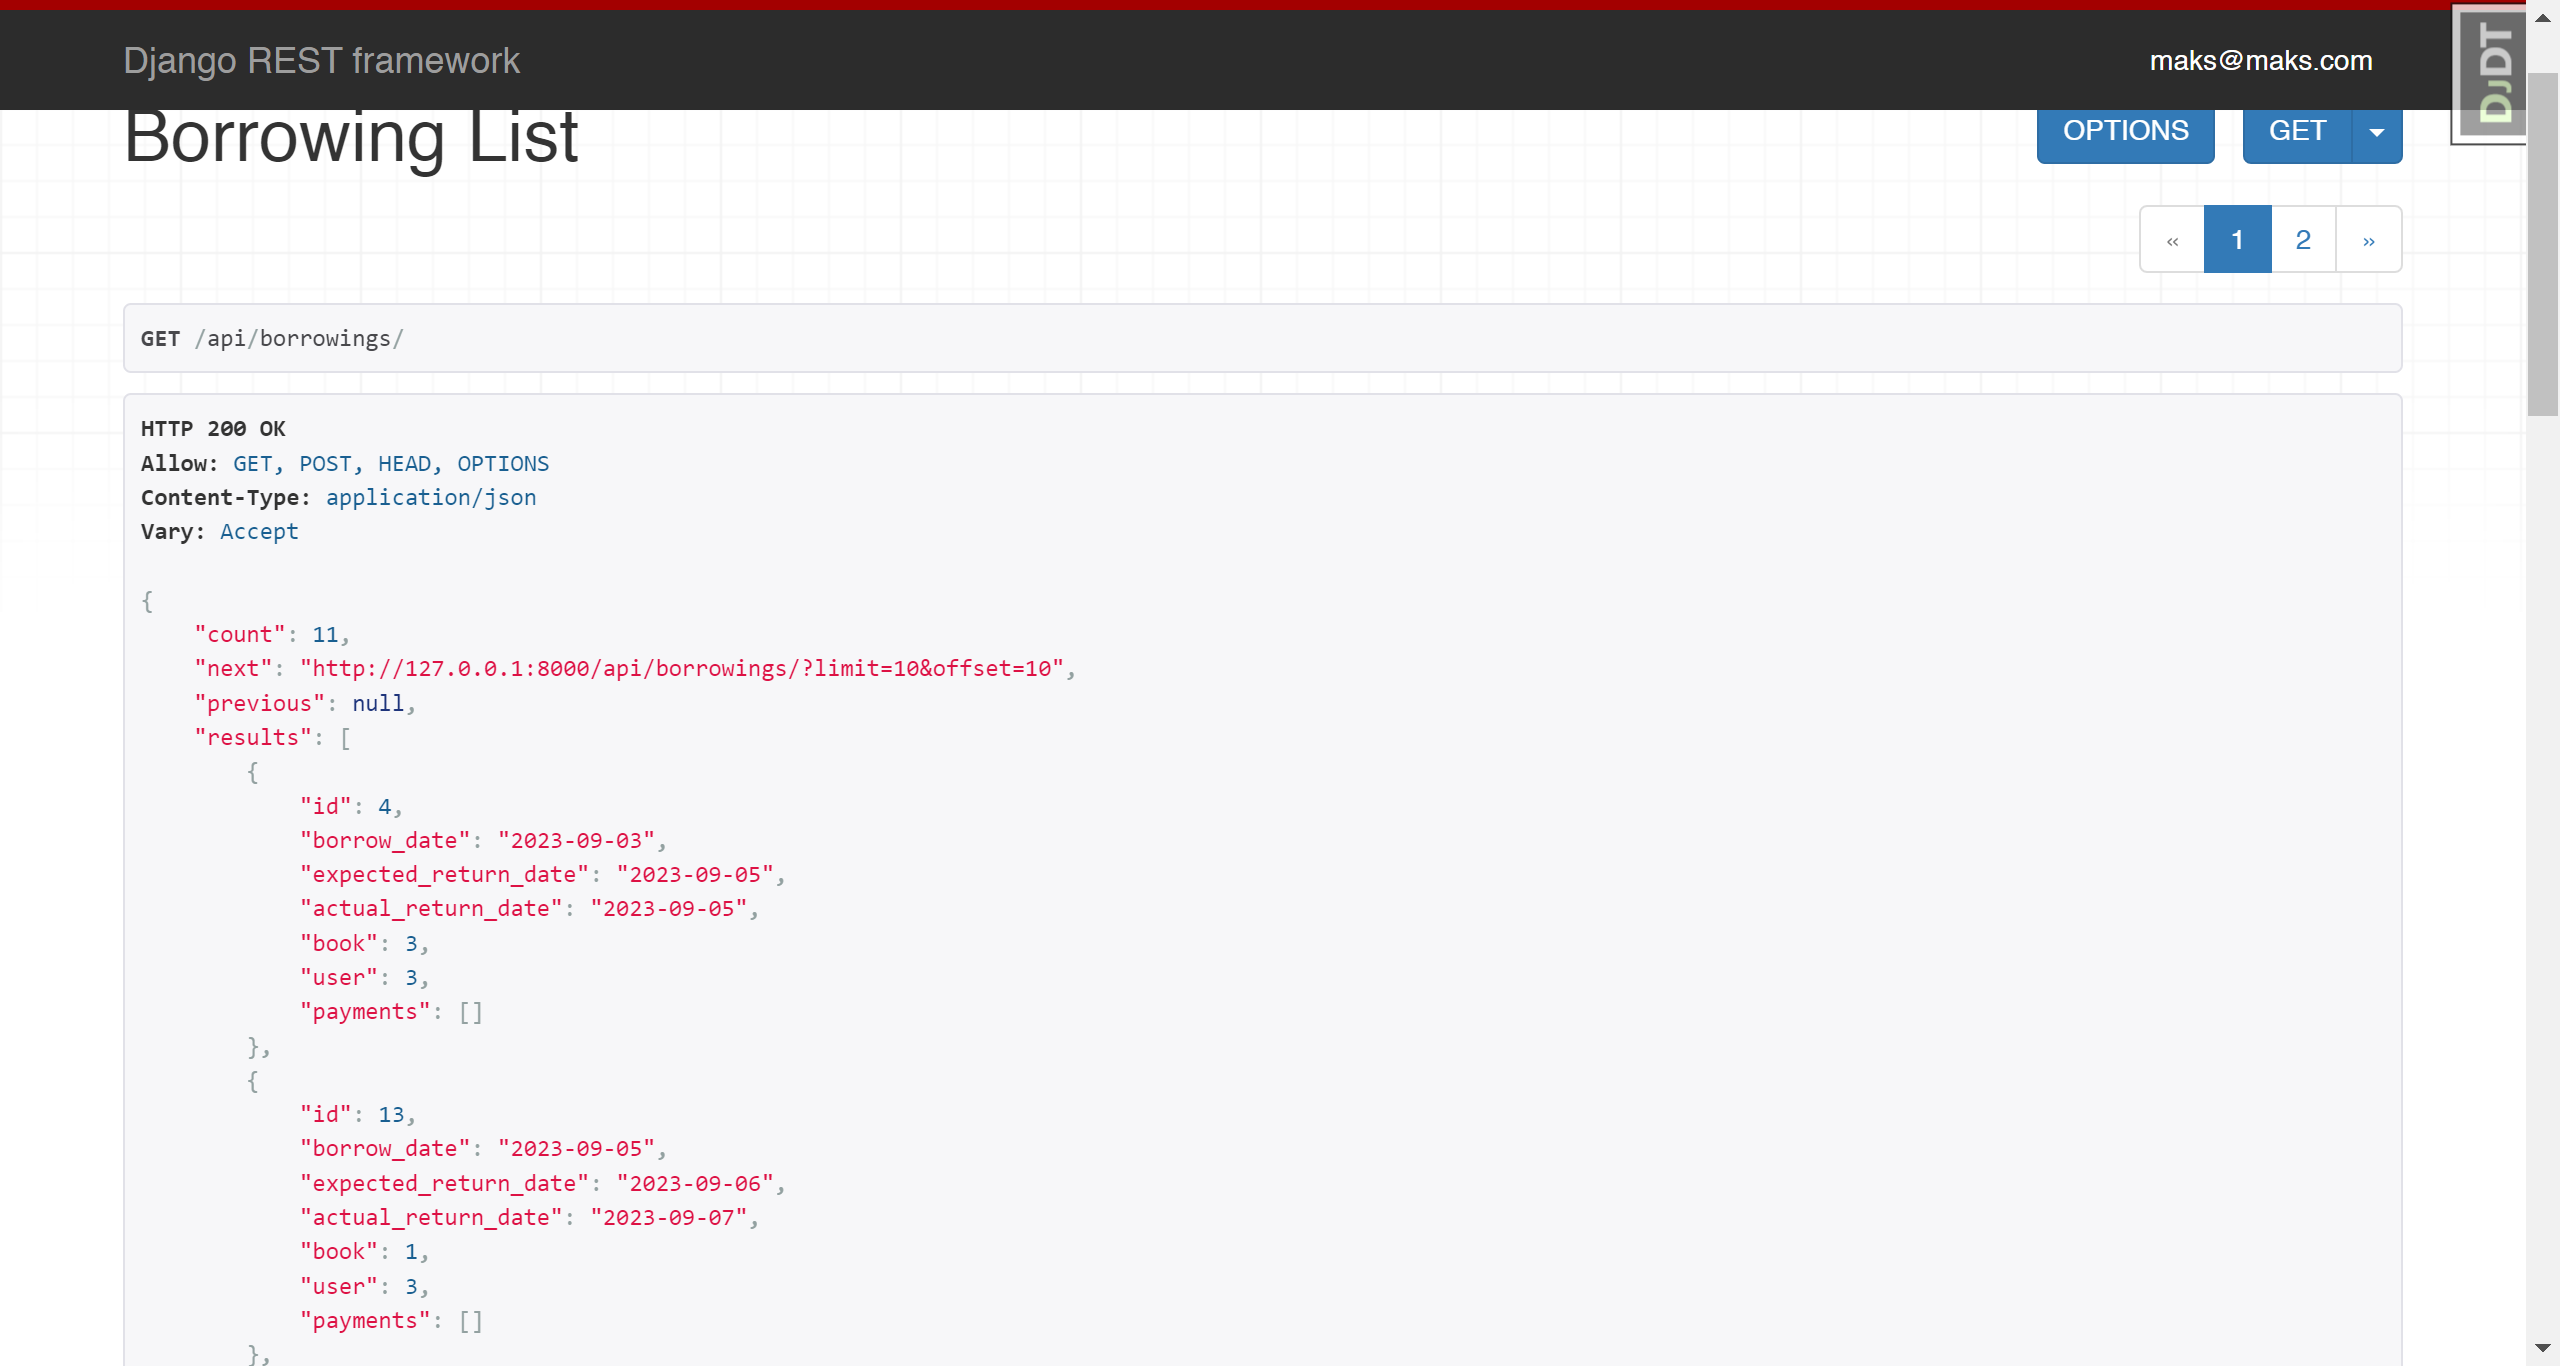 Django REST framework
maks@maks.com
DjDT
Borrowing List
OPTIONS
GET
« 1 2 »
GET /api/borrowings/
HTTP 200 OK
Allow: GET, POST, HEAD, OPTIONS
Content-Type: application/json
Vary: Accept
{
    "count": 11,
    "next": "http://127.0.0.1:8000/api/borrowings/?limit=10&offset=10",
    "previous": null,
    "results": [
        {
            "id": 4,
            "borrow_date": "2023-09-03",
            "expected_return_date": "2023-09-05",
            "actual_return_date": "2023-09-05",
            "book": 3,
            "user": 3,
            "payments": []
        },
        {
            "id": 13,
            "borrow_date": "2023-09-05",
            "expected_return_date": "2023-09-06",
            "actual_return_date": "2023-09-07",
            "book": 1,
            "user": 3,
            "payments": []
        },